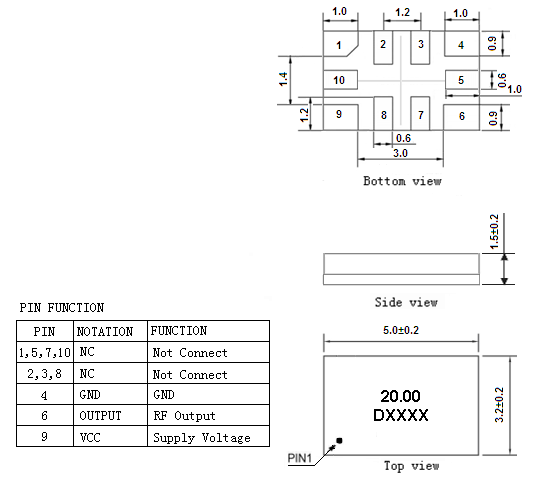 1.0
1.2
1.0
1
2
3
4
0.9
1.4
10
5
0.6
1.0
1.2
9
8
7
6
0.9
0.6
3.0
Bottom view
1.5±0.2
Side view
PIN FUNCTION
PIN NOTATION FUNCTION
1,5,7,10 NC Not Connect
2,3,8 NC Not Connect
4 GND GND
6 OUTPUT RF Output
9 VCC Supply Voltage
5.0±0.2
20.00
DXXXX
3.2±0.2
PIN1
Top view